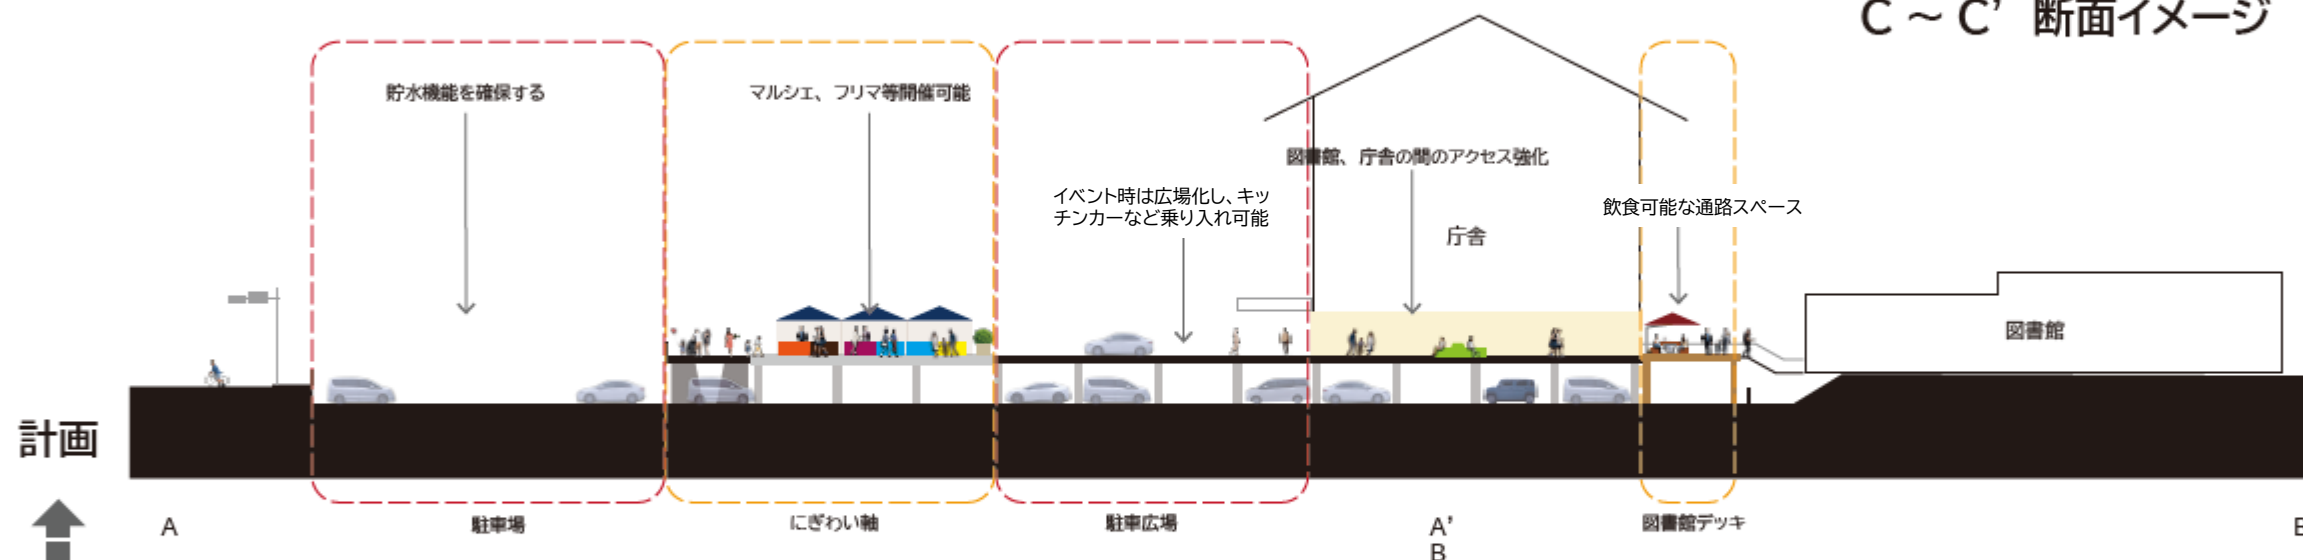 C ~ C’ 断面イメージ
貯水機能を確保する
マルシェ、フリマ等開催可能
図書館、庁舎の間のアクセス強化
イベント時は広場化し、キッ
チンカーなど乗り入れ可能
飲食可能な通路スペース
庁舎
図書館
計画
A
駐車場
にぎわい軸
駐車広場
A’
B
図書館デッキ